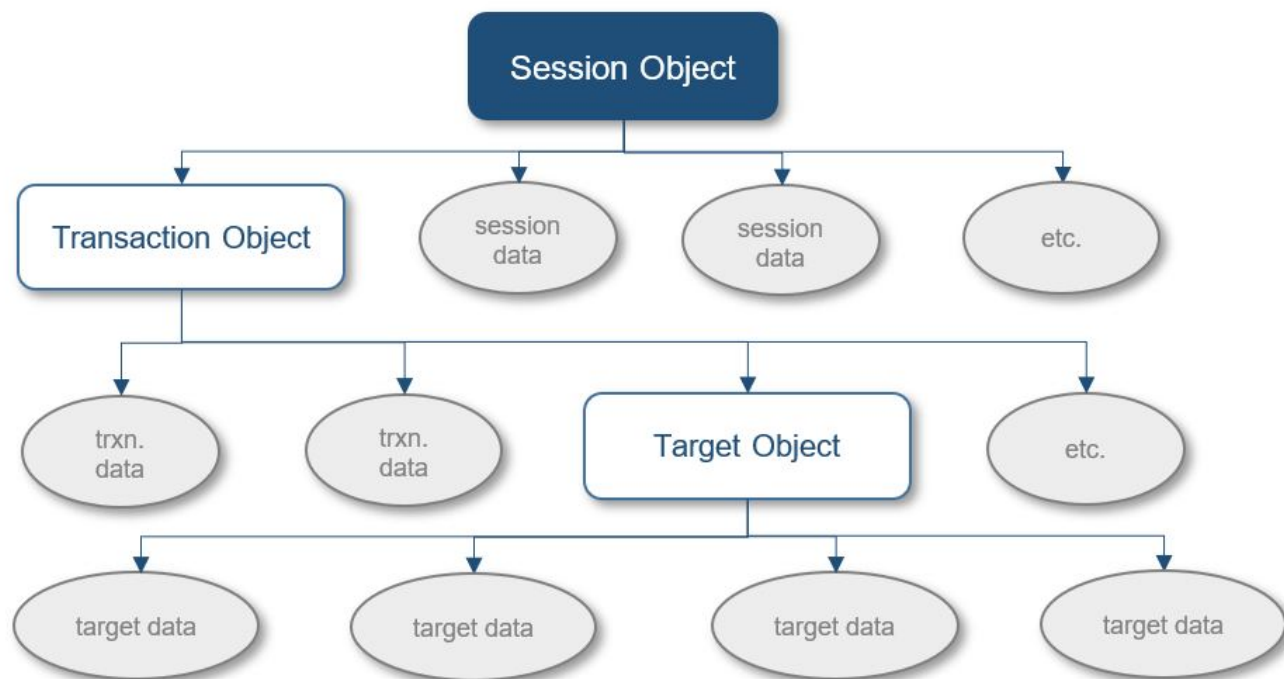 Session Object
Transaction Object
session
data
session
data
etc.
trxn.
data
trxn.
data
Target Object
etc.
target data
target data
target data
target data